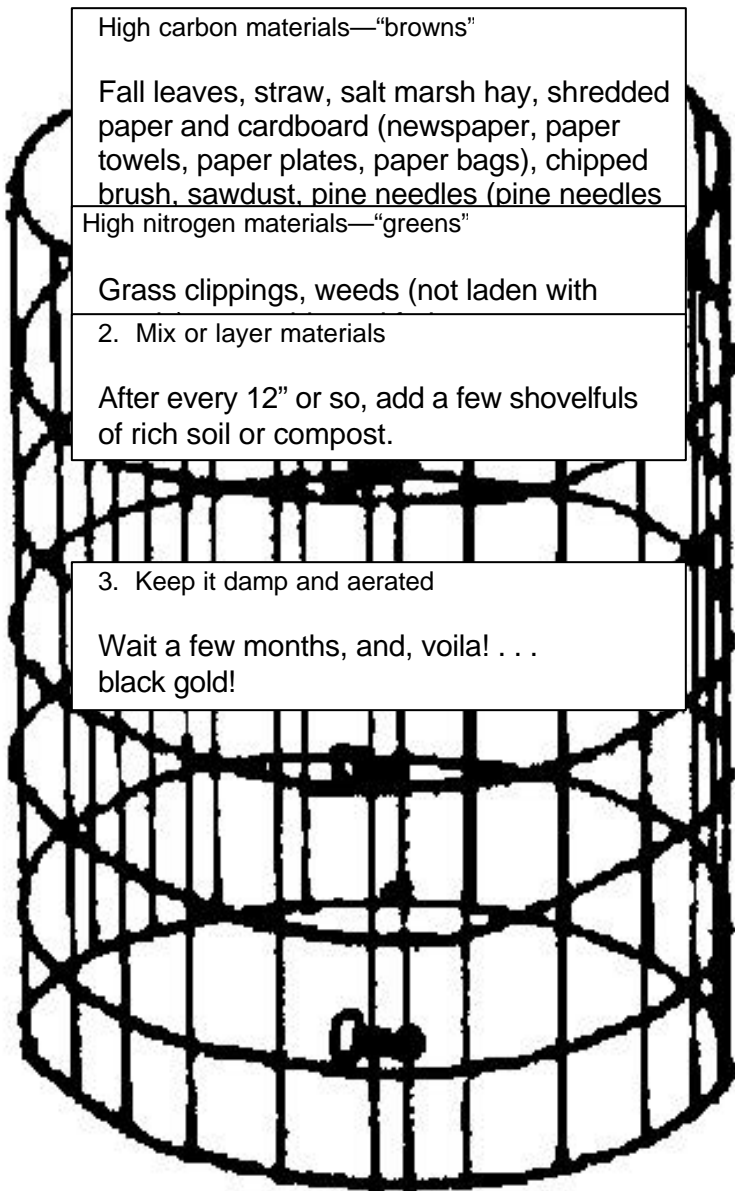 High carbon materials—“browns”
Fall leaves, straw, salt marsh hay, shredded
paper and cardboard (newspaper, paper
towels, paper plates, paper bags), chipped
brush, sawdust, pine needles (pine needles
High nitrogen materials—“greens”
Grass clippings, weeds (not laden with
2. Mix or layer materials
After every 12” or so, add a few shovelfuls
of rich soil or compost.
3. Keep it damp and aerated
Wait a few months, and, voila! . . .
black gold!